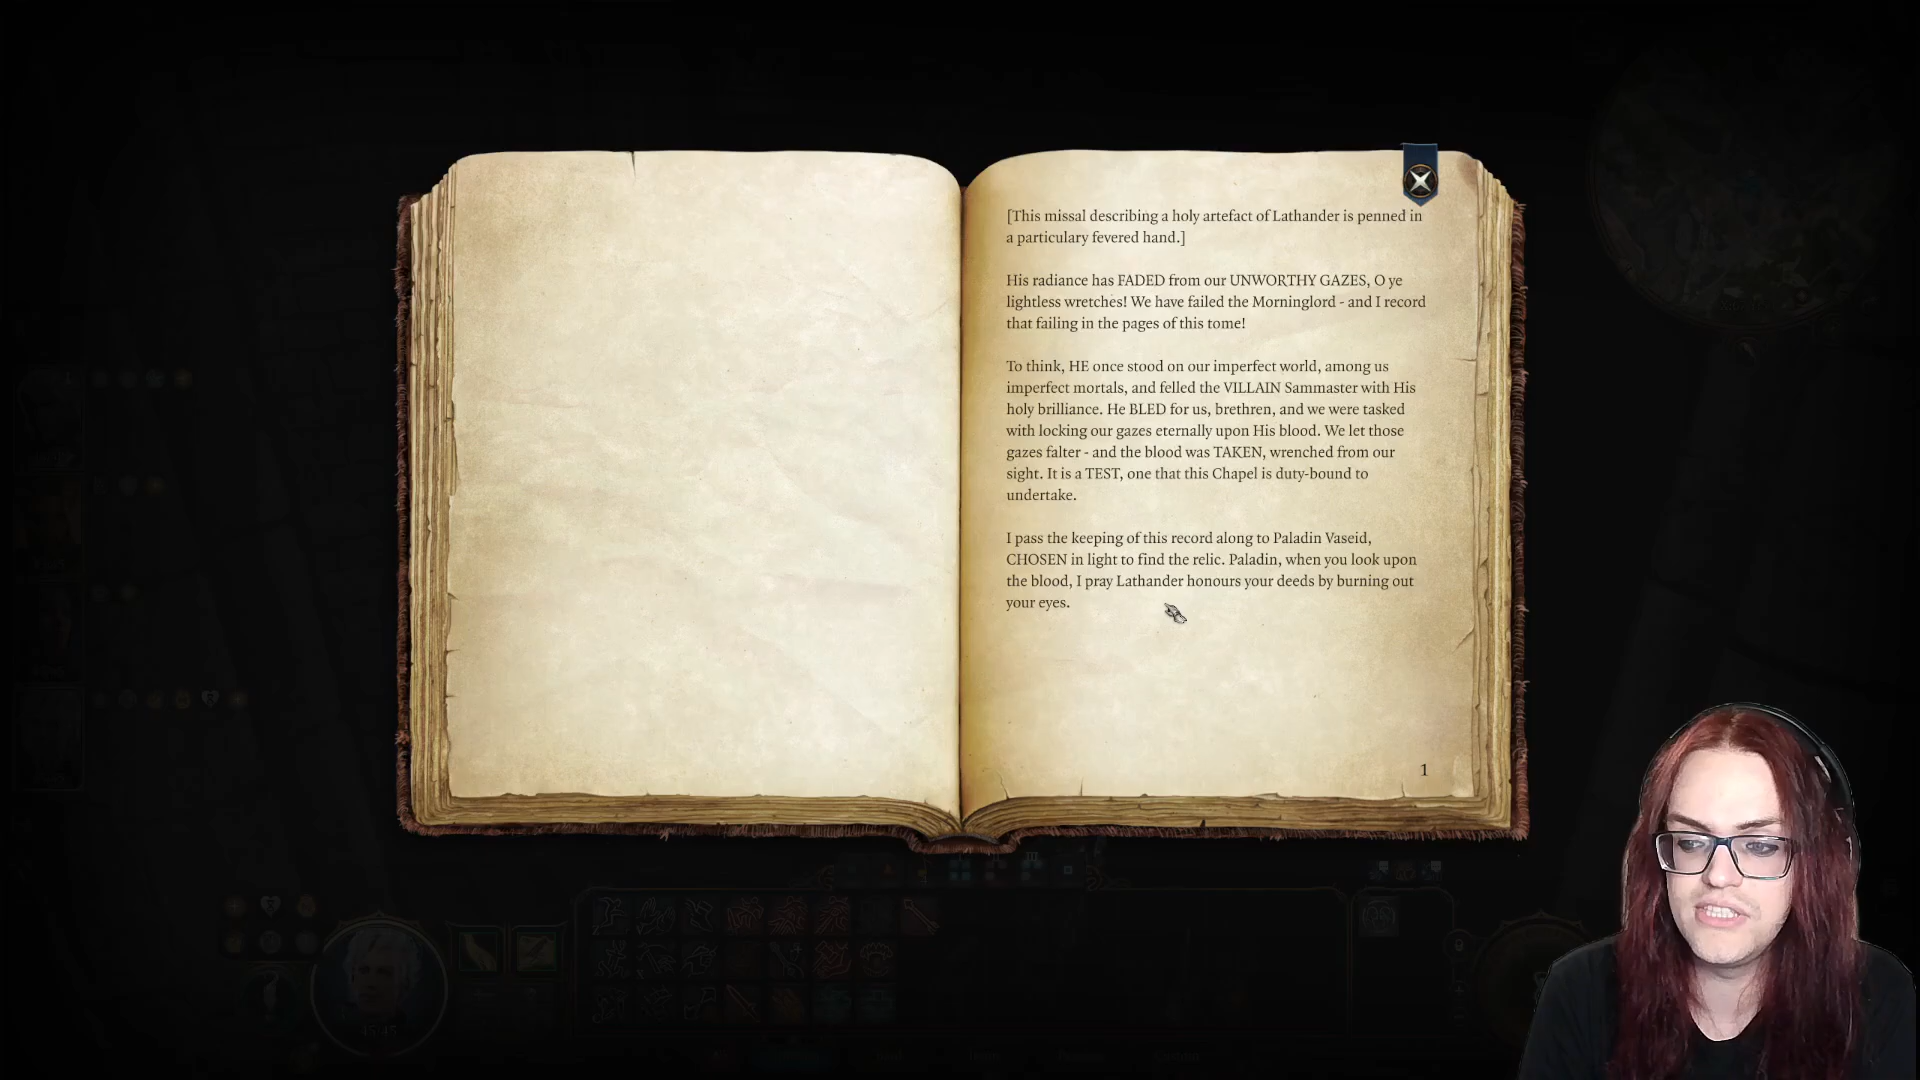 [This missal describing a holy artefact of Lathander is penned in
a particulary fevered hand.]
His radiance has FADED from our UNWORTHY GAZES, O ye
lightless wretches! We have failed the Morninglord - and I record
that failing in the pages of this tome!
To think, HE once stood on our imperfect world, among us
imperfect mortals, and felled the VILLAIN Sammaster with His
holy brilliance. He BLED for us, brethren, and we were tasked
with locking our gazes eternally upon His blood. We let those
gazes falter - and the blood was TAKEN, wrenched from our
sight. It is a TEST, one that this Chapel is duty-bound to
undertake.
I pass the keeping of this record along to Paladin Vaseid,
CHOSEN in light to find the relic. Paladin, when you look upon
the blood, I pray Lathander honours your deeds by burning out
your eyes.
1